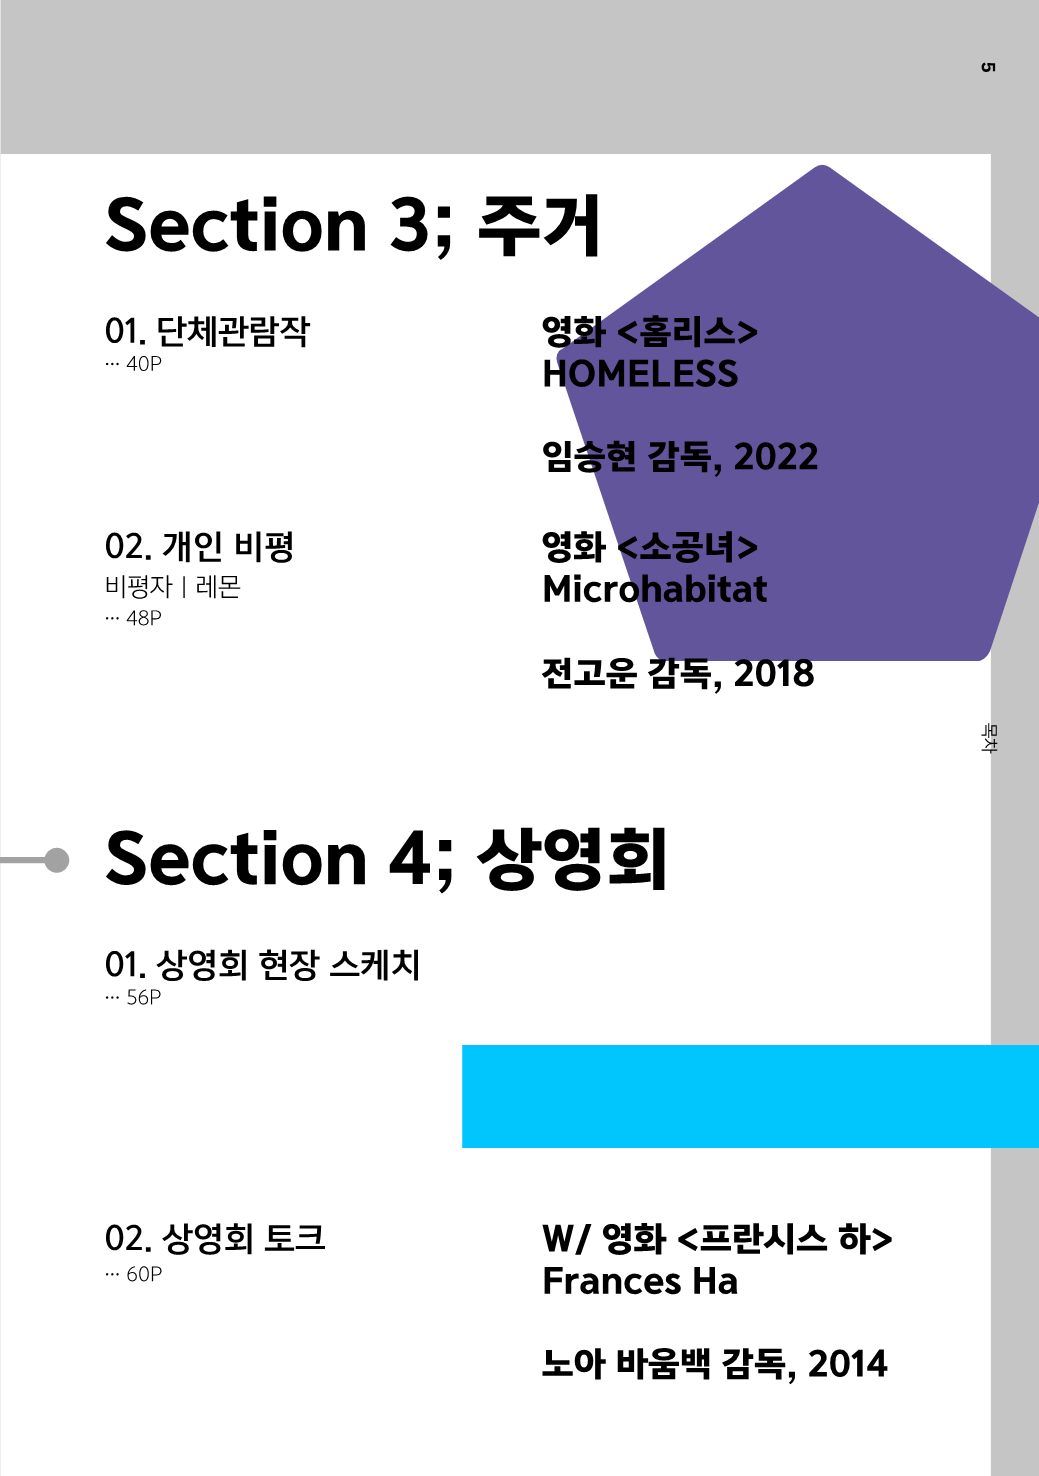 5
Section 3; 주거
01. 단체관람작
··· 40P
영화 <홈리스>
HOMELESS
임승현 감독, 2022
02. 개인 비평
비평자 | 레몬
··· 48P
영화 <소공녀>
Microhabitat
전고운 감독, 2018
목차
Section 4; 상영회
01. 상영회 현장 스케치
··· 56P
02. 상영회 토크
··· 60P
W/ 영화 <프란시스 하>
Frances Ha
노아 바움백 감독, 2014